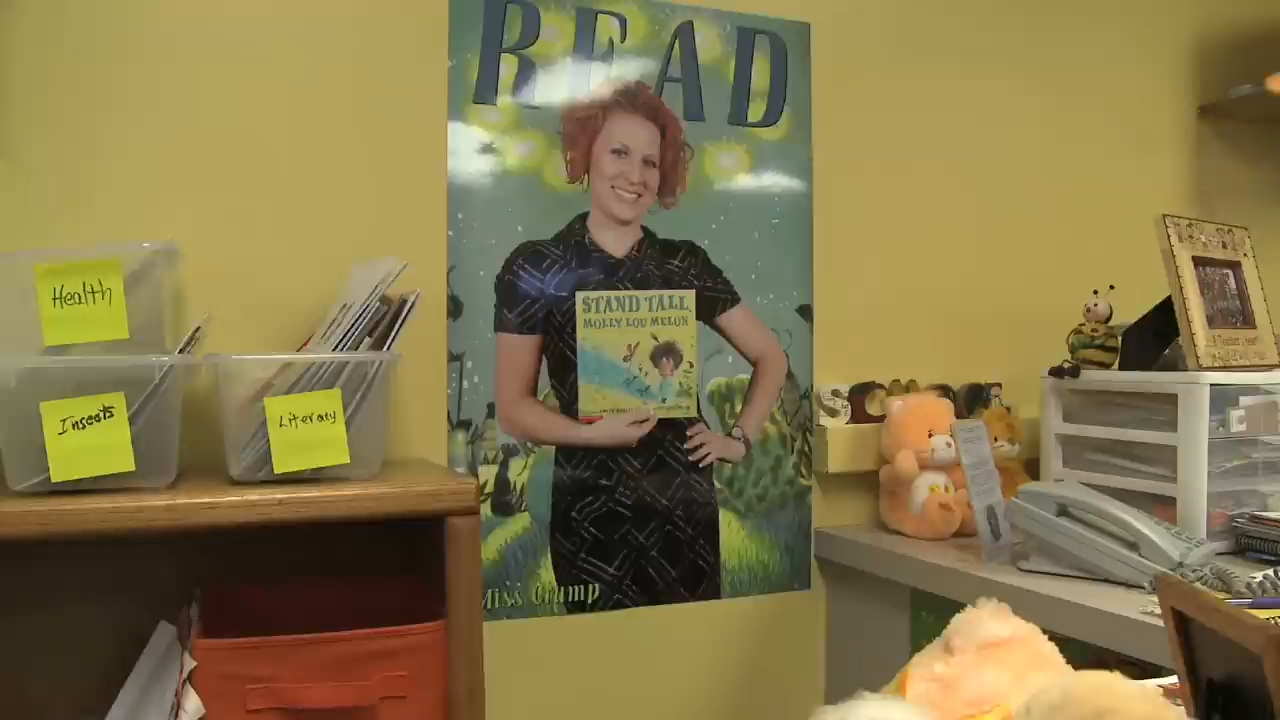 READ
STAND TALL,
MOLLY LOU MELON
Miss Crump
Health
Insects
Literacy